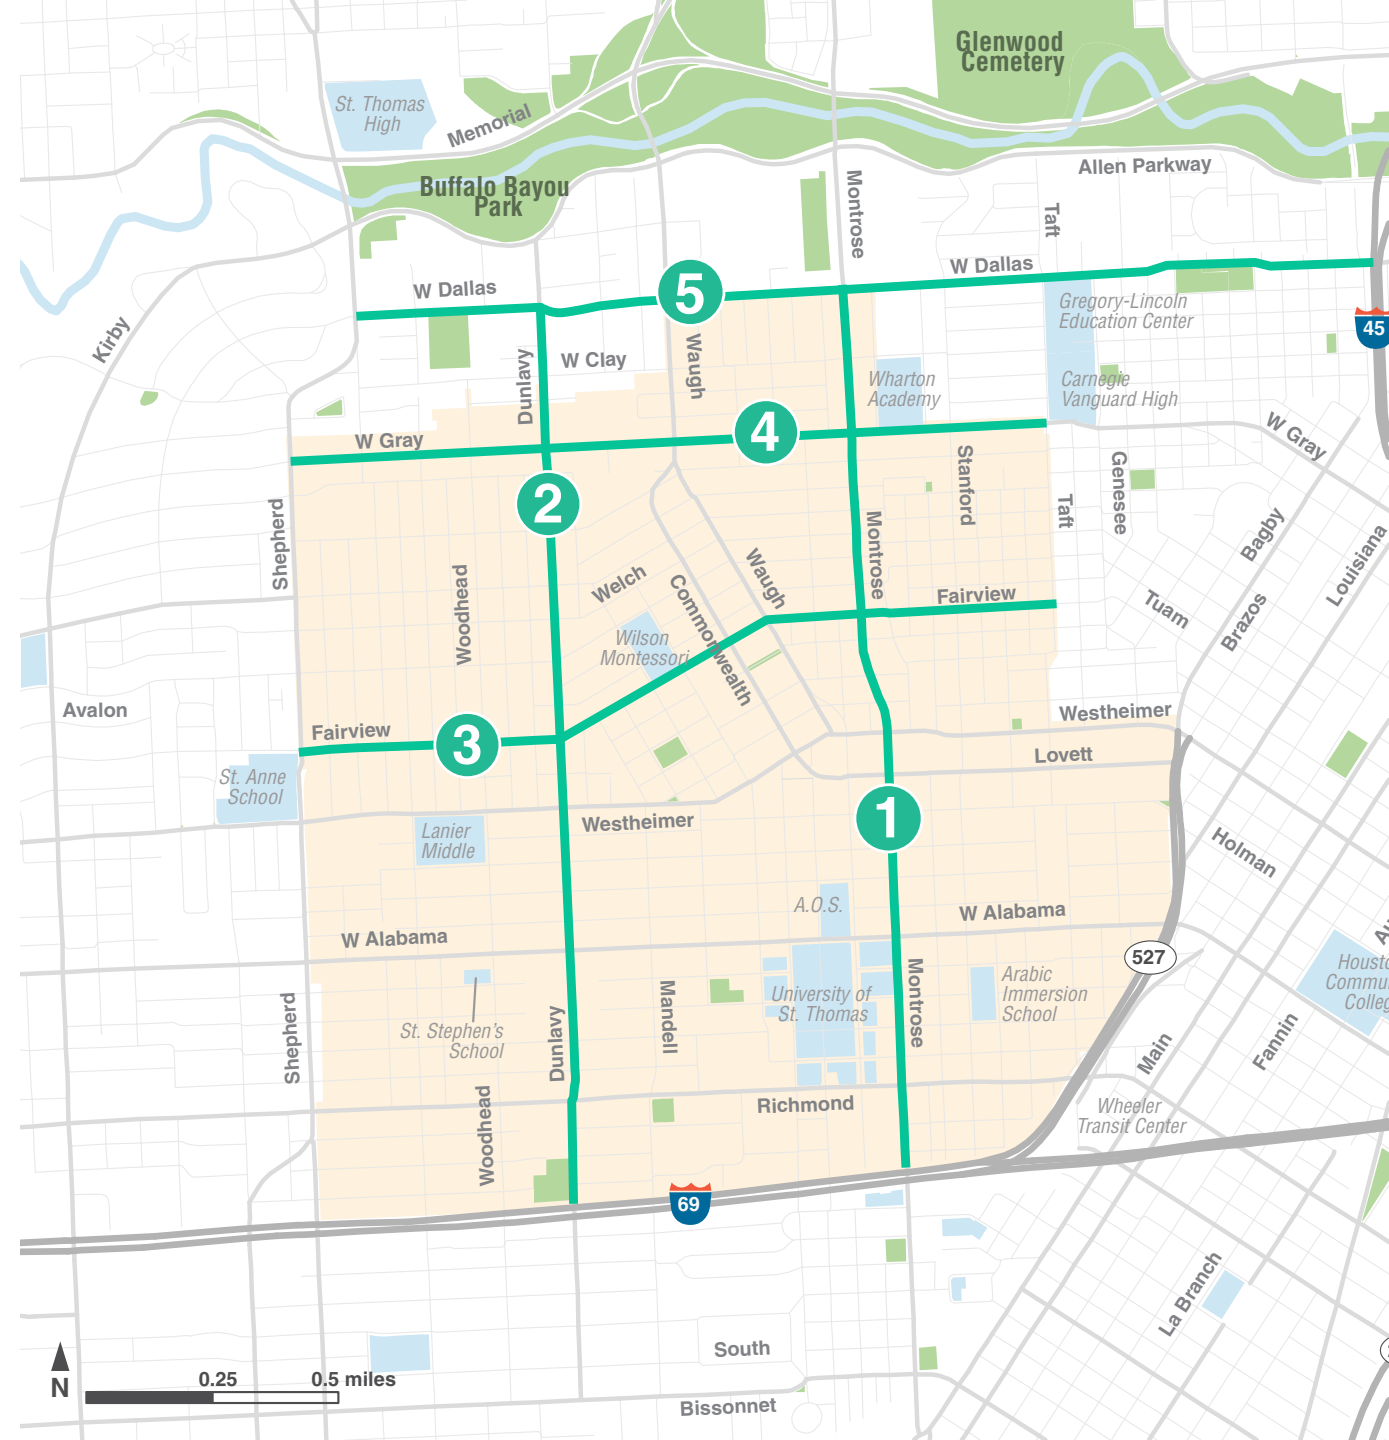 Glenwood
Cemetery
St. Thomas
High
Memorial
Allen Parkway
Buffalo Bayou
Park
Montrose
Taft
W Dallas
W Dallas
5
Gregory-Lincoln
Education Center
Kirby
45
W Clay
Dunlavy
Waugh
Wharton
Academy
Carnegie
Vanguard High
W Gray
4
W Gray
Stanford
Genesee
2
Shepherd
Taft
Montrose
Bagby
Louisiana
Woodhead
Welch
Waugh
Commonwealth
Fairview
Tuam
Brazos
Wilson
Montessori
Avalon
Fairview
3
Westheimer
Lovett
St. Anne
School
1
Westheimer
Lanier
Middle
Holman
A.O.S.
W Alabama
W Alabama
527
Housto
Commu
Colleg
Arabic
Immersion
School
University of
St. Thomas
Montrose
Mandell
St. Stephen's
School
Shepherd
Dunlavy
Main
Fannin
Woodhead
Richmond
Wheeler
Transit Center
69
La Branch
South
N
0.25
0.5 miles
Bissonnet